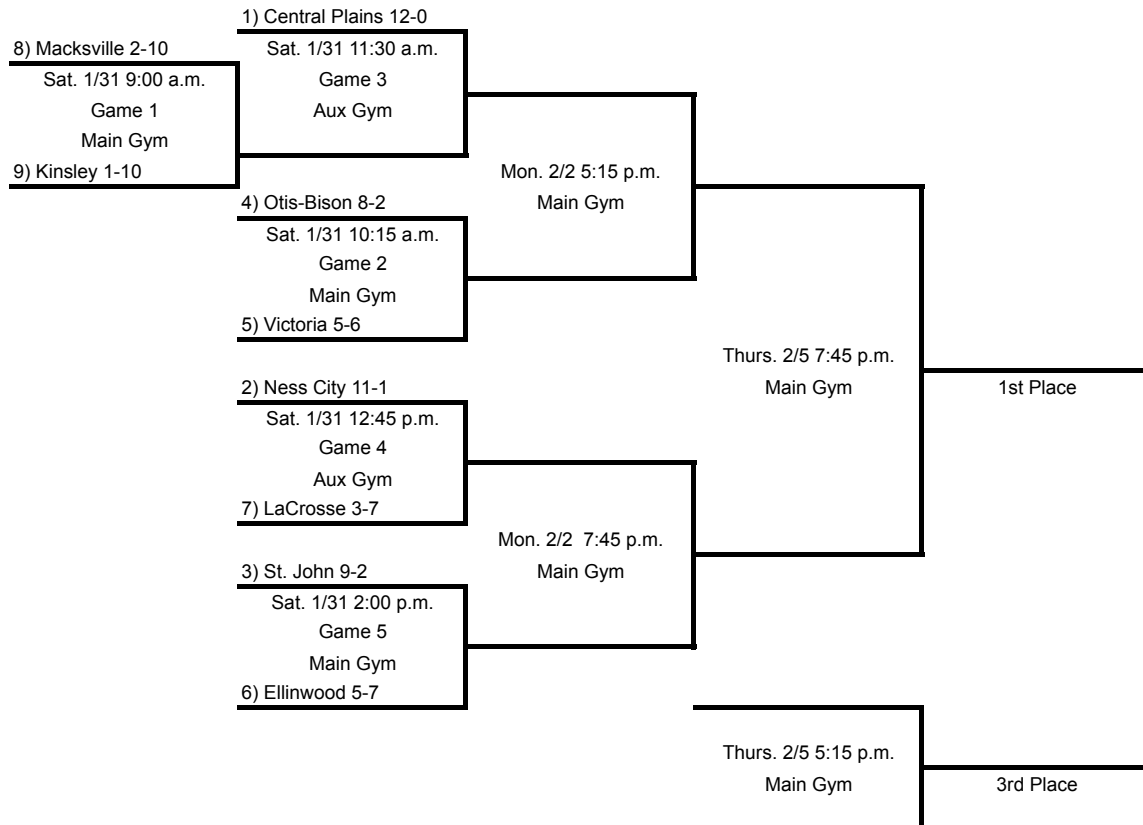 1) Central Plains 12-0
8) Macksville 2-10
Sat. 1/31 11:30 a.m.
Game 3
Aux Gym
Sat. 1/31 9:00 a.m.
Game 1
Main Gym
9) Kinsley 1-10
Mon. 2/2 5:15 p.m.
Main Gym
4) Otis-Bison 8-2
Sat. 1/31 10:15 a.m.
Game 2
Main Gym
5) Victoria 5-6
Thurs. 2/5 7:45 p.m.
Main Gym
1st Place
2) Ness City 11-1
Sat. 1/31 12:45 p.m.
Game 4
Aux Gym
7) LaCrosse 3-7
Mon. 2/2  7:45 p.m.
Main Gym
3) St. John 9-2
Sat. 1/31 2:00 p.m.
Game 5
Main Gym
6) Ellinwood 5-7
Thurs. 2/5 5:15 p.m.
Main Gym
3rd Place